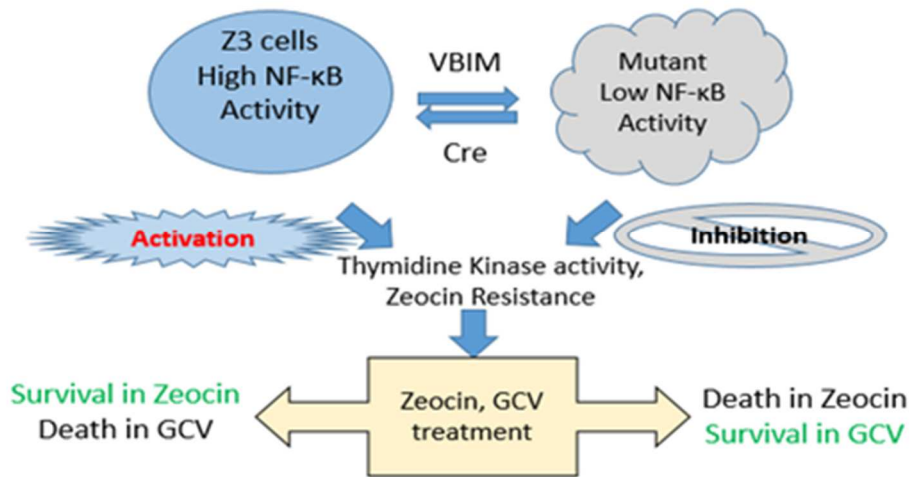 Z3 cells
High NF-κB
Activity
VBIM
Cre
Mutant
Low NF-κB
Activity
Activation
Inhibition
Thymidine Kinase activity,
Zeocin Resistance
Survival in Zeocin
Death in GCV
Zeocin, GCV
treatment
Death in Zeocin
Survival in GCV